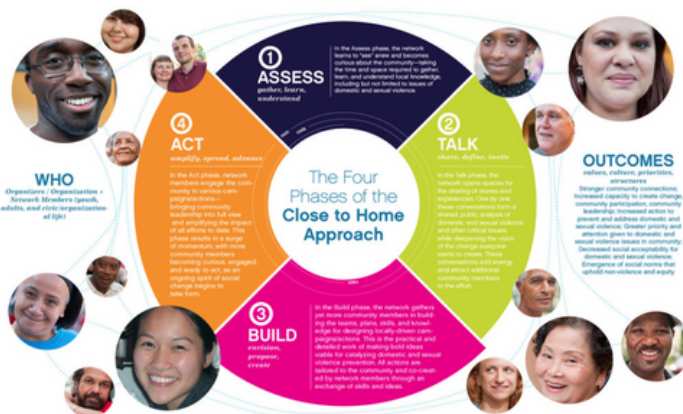 1
ASSESS
gather, learn,
understand
In the Assess phase, the network
learns to "see" anew and becomes
curious about the community—taking
the time and space required to gather,
learn, and understand local knowledge,
including but not limited to issues of
domestic and sexual violence.
2
TALK
share, define, invite
In the Talk phase, the network
opens spaces for
the sharing of stories and
experiences. One by one,
these conversations form a
shared, public analysis of
domestic and sexual violence
and other critical issues,
while deepening the vision
of the change everyone
wants to create. These
conversations add energy
and attract additional
community members
to the effort.
3
BUILD
envision,
propose,
create
In the Build phase, the network gathers
yet more community members in build-
ing the teams, plans, skills, and knowl-
edge for designing locally-driven cam-
paigns/actions. This is the practical and
detailed work of making bold ideas
viable for catalyzing domestic and sexual
violence prevention. All actions are
tailored to the community and co-creat-
ed by network members through an
exchange of skills and ideas.
4
ACT
amplify, spread, advance
In the Act phase, network
members engage the com-
munity in various cam-
paigns/actions—
bringing community
leadership into full view
and amplifying the impact
of all efforts to date. This
phase results in a surge
of momentum, with more
community members
becoming curious, engaged,
and ready to act, as an
ongoing spirit of social
change begins to
take form.
The Four
Phases of the
Close to Home
Approach
WHO
Organizers / Organization +
Network Members (youth,
adults, and civic/organization-
al life)
OUTCOMES
values, culture, priorities,
structures
Stronger community connections;
Increased capacity to create change,
community participation, community
leadership; Increased action to
prevent and address domestic and
sexual violence; Greater priority and
attention given to domestic and
sexual violence issues in community;
Decreased social acceptability for
domestic and sexual violence;
Emergence of social norms that
uphold non-violence and equity